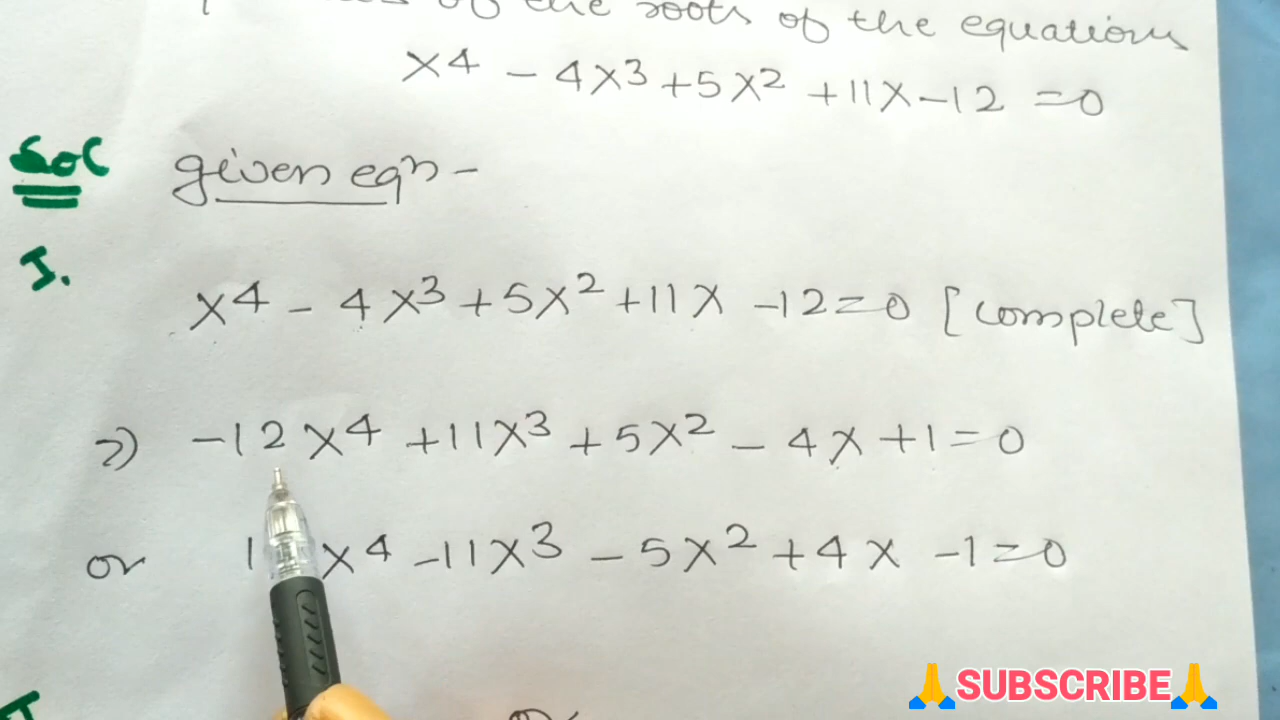 of the roots of the equations
x⁴ - 4x³ + 5x² + 11x - 12 = 0
Sol given eqn -
I.
x⁴ - 4x³ + 5x² + 11x - 12 = 0 [complete]
⇒ -12x⁴ + 11x³ + 5x² - 4x + 1 = 0
or 1 x⁴ - 11x³ - 5x² + 4x - 1 = 0
🙏SUBSCRIBE🙏